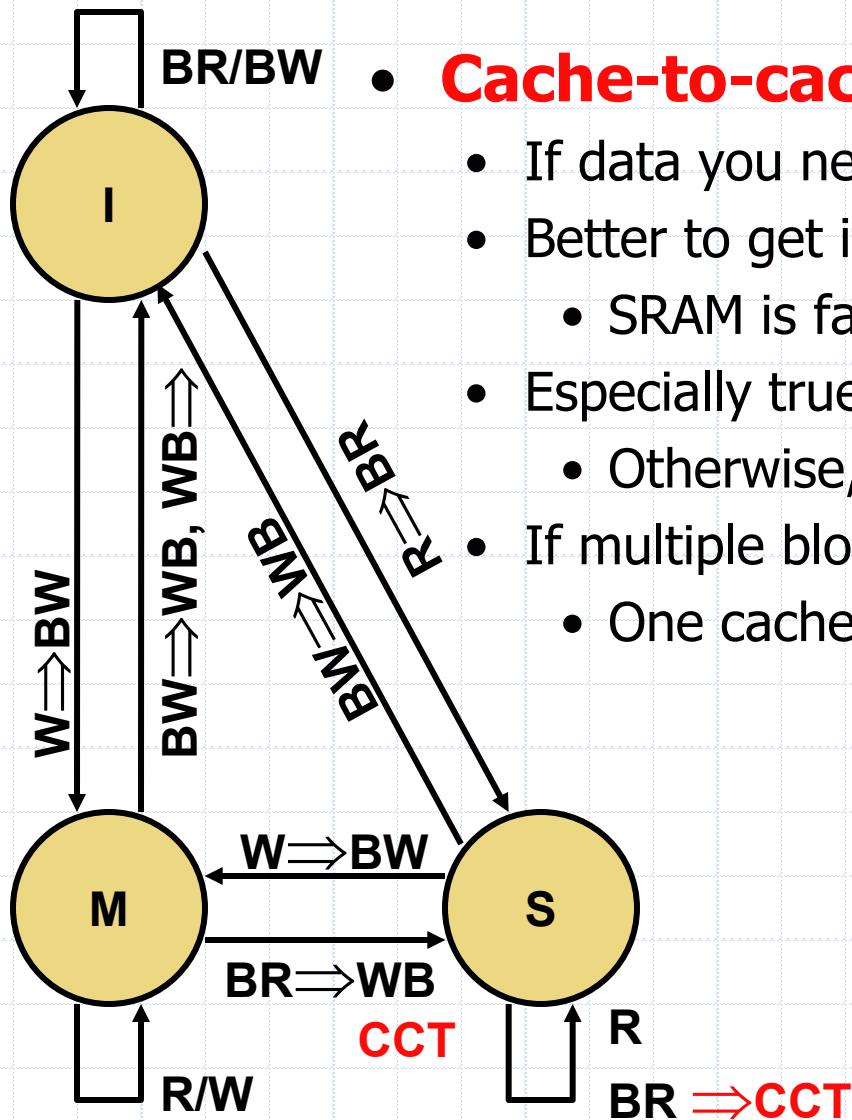 BR/BW
• Cache-to-cac
• If data you ne
• Better to get i
• SRAM is fa
• Especially true
• Otherwise,
• If multiple blo
• One cache
I
W⇒BW
BW⇒WB, WB⇒
BW⇒WB
R⇒BR
W⇒BW
M
S
BR⇒WB
CCT
R/W
R
BR ⇒CCT